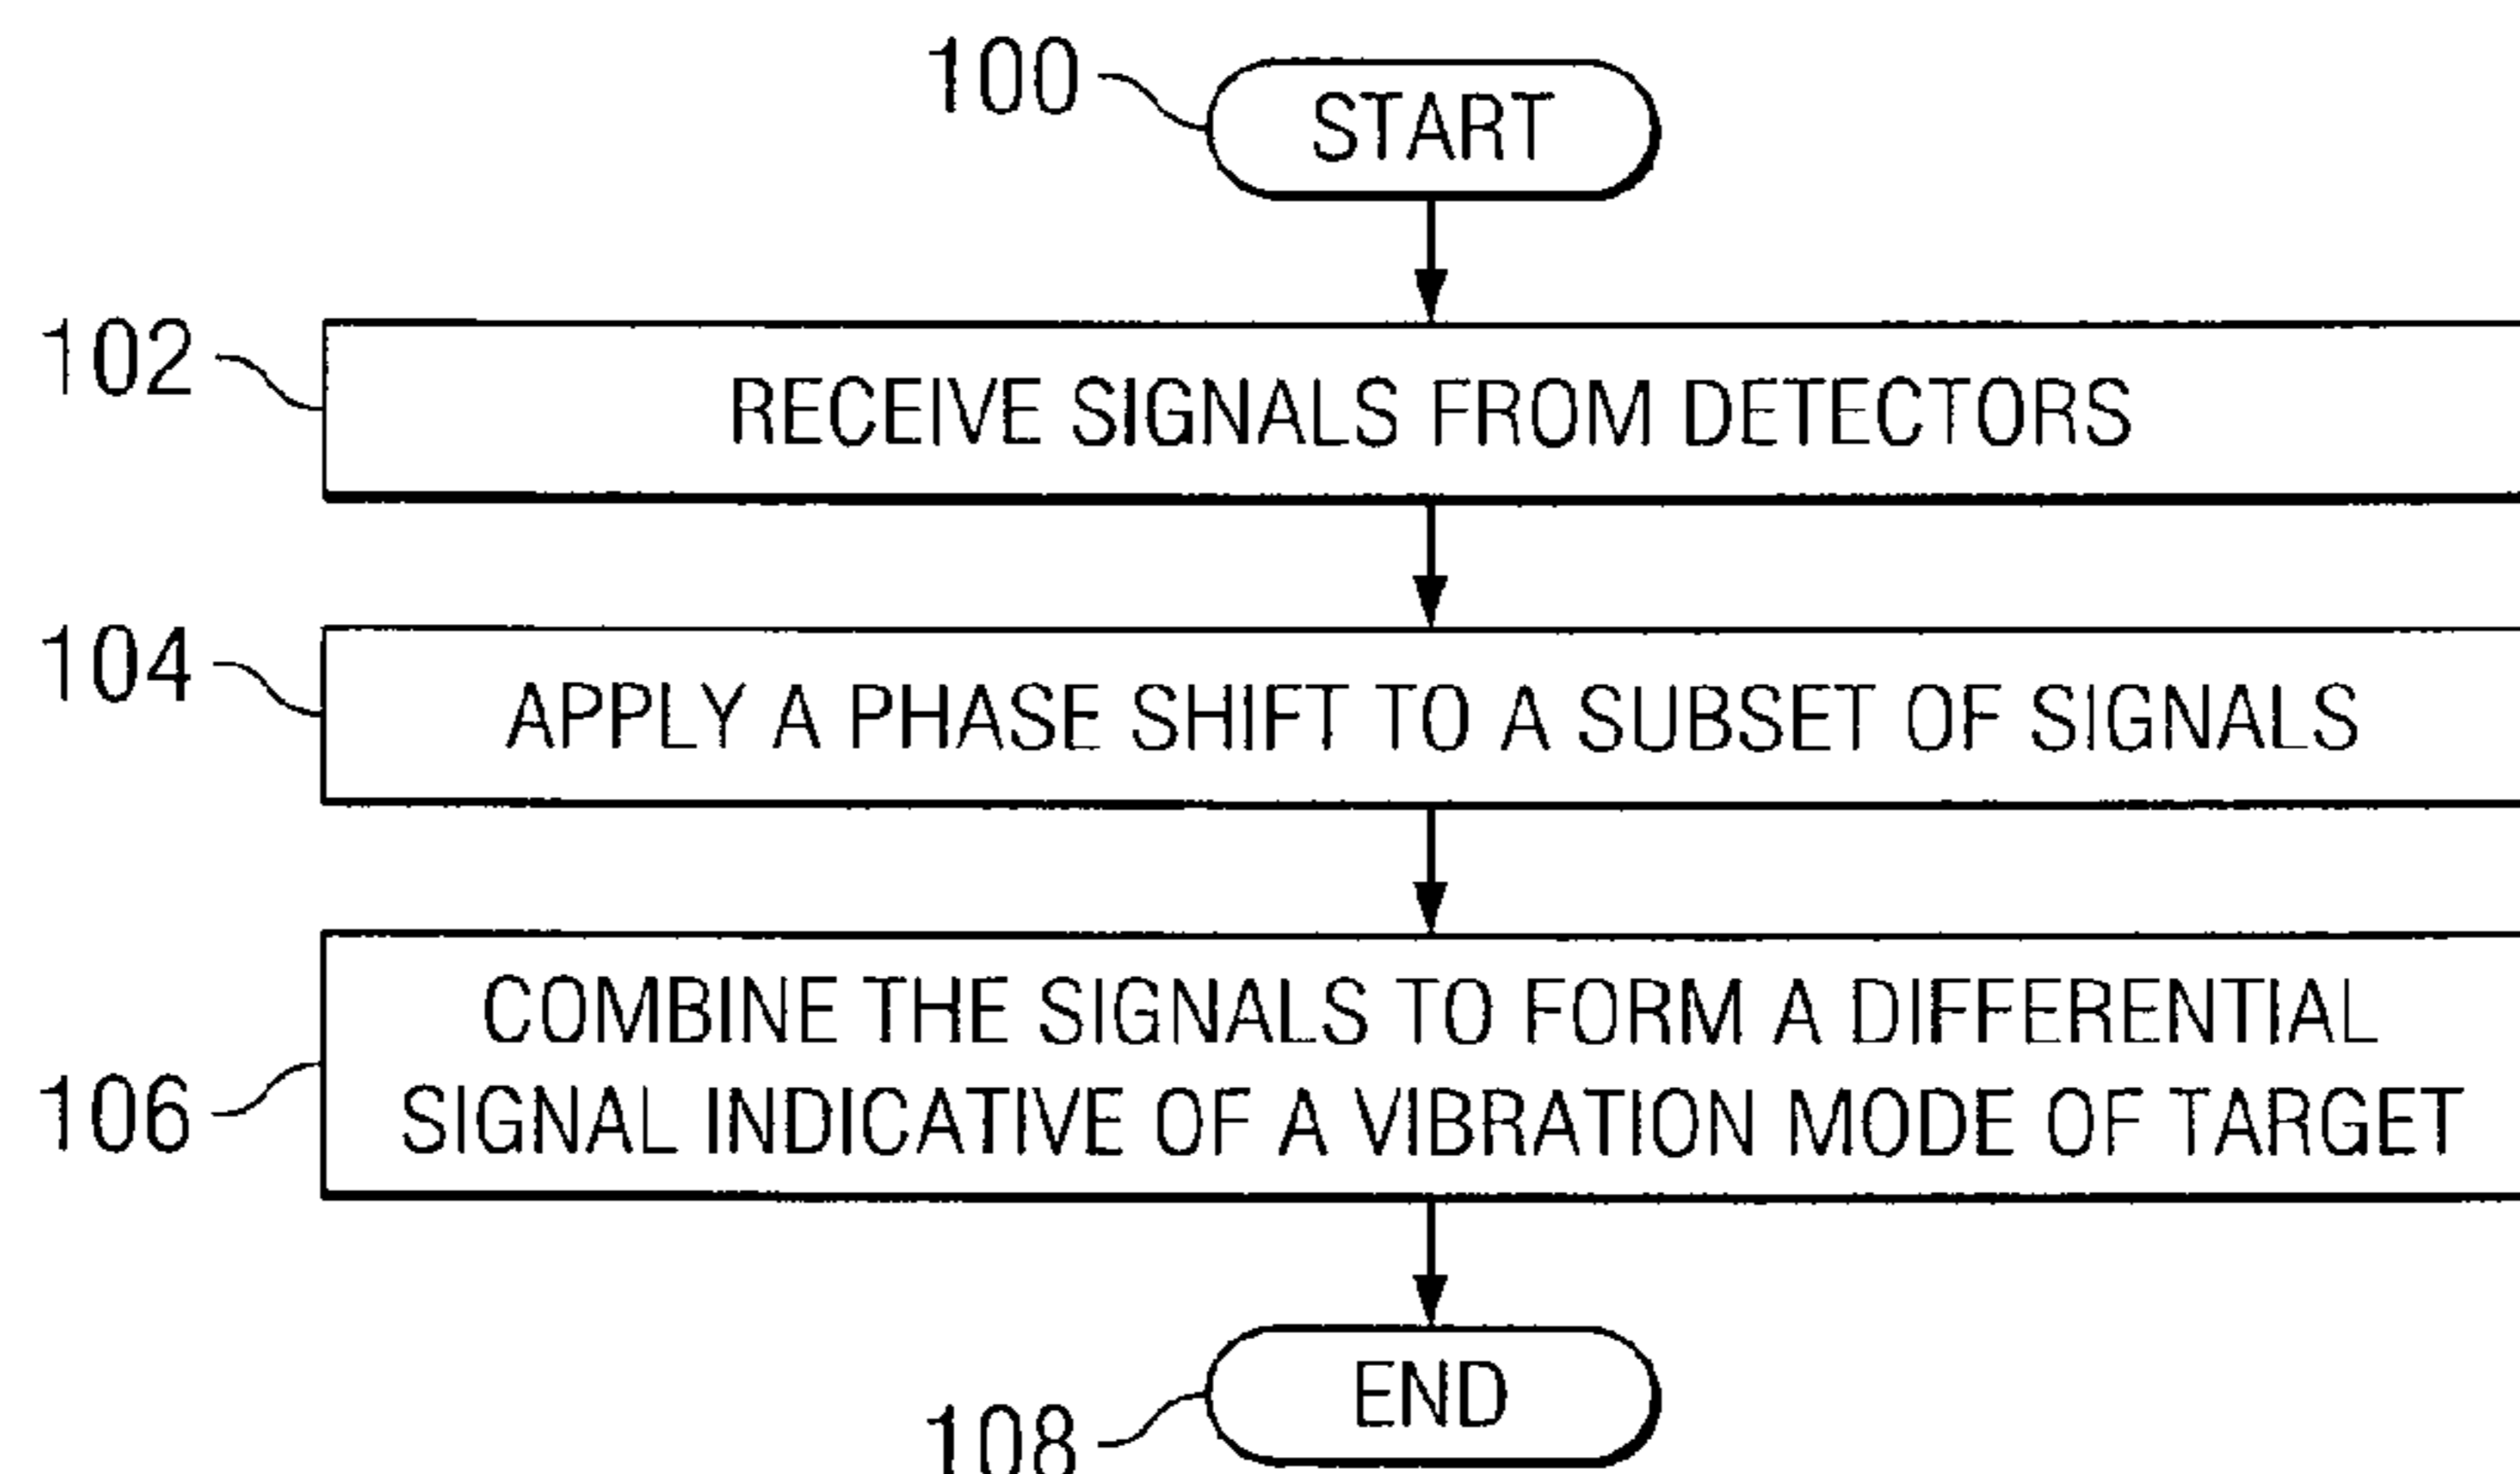 100
START
102
RECEIVE SIGNALS FROM DETECTORS
104
APPLY A PHASE SHIFT TO A SUBSET OF SIGNALS
COMBINE THE SIGNALS TO FORM A DIFFERENTIAL
106
SIGNAL INDICATIVE OF A VIBRATION MODE OF TARGET
END
108